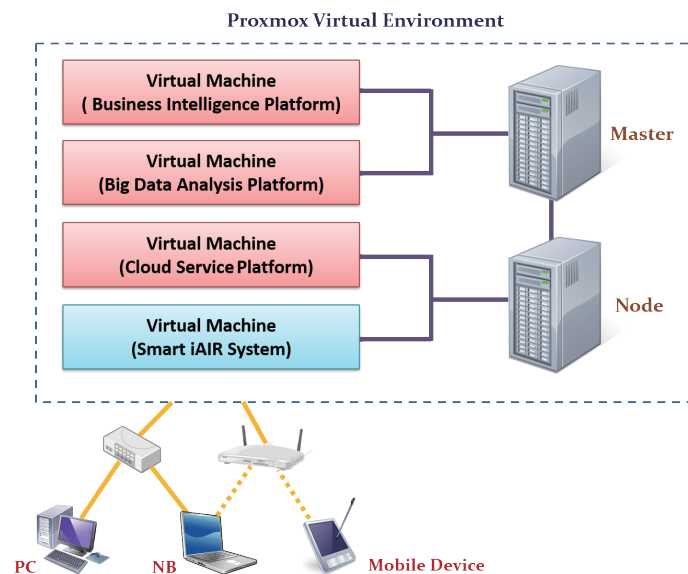 Proxmox Virtual Environment
Virtual Machine
( Business Intelligence Platform)
Virtual Machine
(Big Data Analysis Platform)
Virtual Machine
(Cloud Service Platform)
Virtual Machine
(Smart iAIR System)
Master
Node
PC
NB
Mobile Device